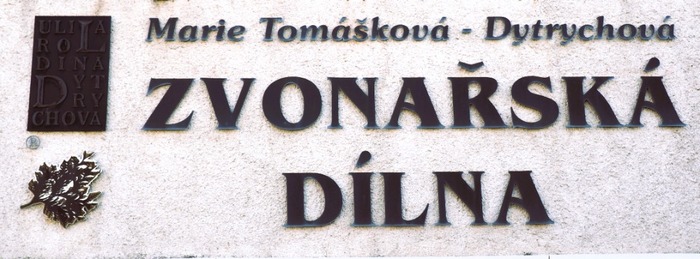 Marie Tomášková - Dytrychová
ZVONAŘSKÁ
DÍLNA